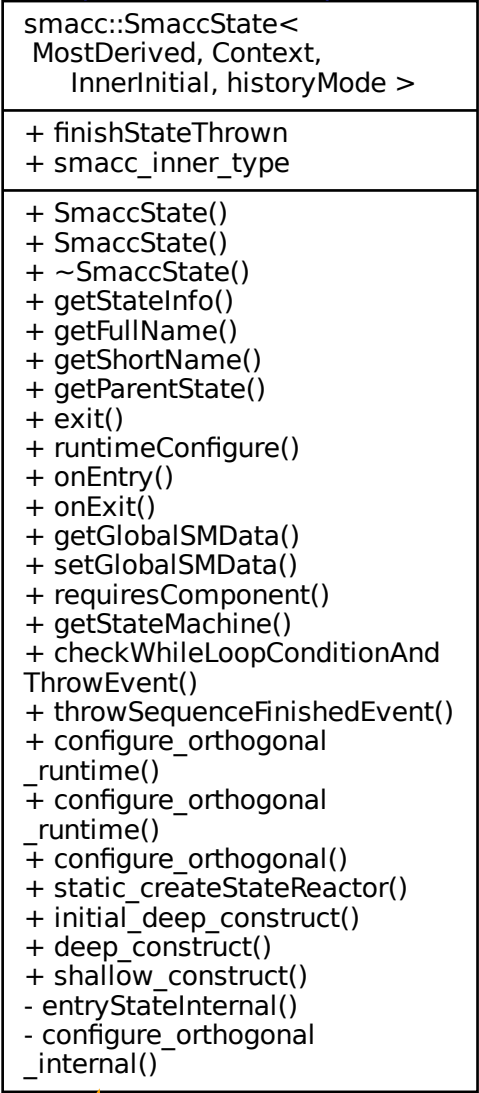 smacc::SmaccState<
MostDerived, Context,
InnerInitial, historyMode >
+ finishStateThrown
+ smacc_inner_type
+ SmaccState()
+ SmaccState()
+ ~SmaccState()
+ getStateInfo()
+ getFullName()
+ getShortName()
+ getParentState()
+ exit()
+ runtimeConfigure()
+ onEntry()
+ onExit()
+ getGlobalSMData()
+ setGlobalSMData()
+ requiresComponent()
+ getStateMachine()
+ checkWhileLoopConditionAnd
ThrowEvent()
+ throwSequenceFinishedEvent()
+ configure_orthogonal
_runtime()
+ configure_orthogonal
_runtime()
+ configure_orthogonal()
+ static_createStateReactor()
+ initial_deep_construct()
+ deep_construct()
+ shallow_construct()
- entryStateInternal()
- configure_orthogonal
_internal()